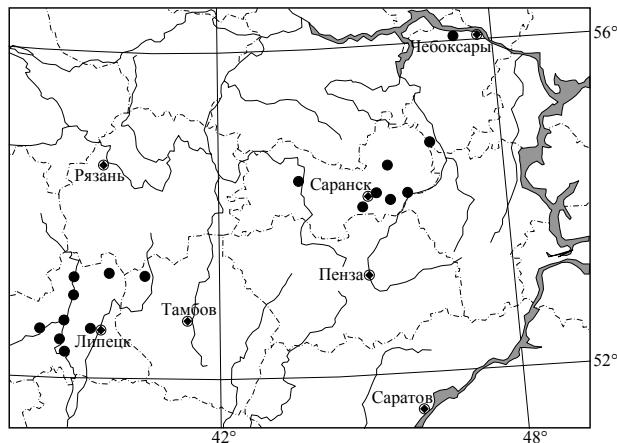 56°
Чебоксары
Рязань
Саранск
Пенза
Тамбов
Липецк
52°
Саратов
42°
48°